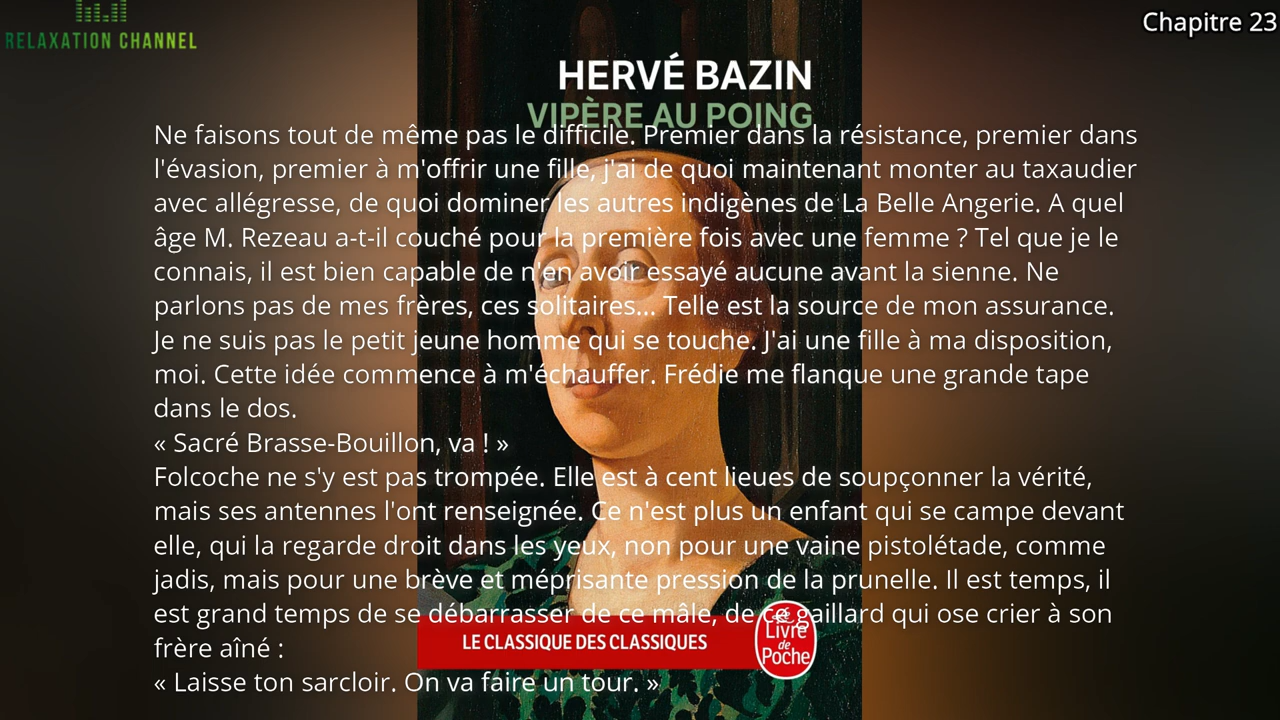 RELAXATION CHANNEL
Chapitre 23
HERVÉ BAZIN
VIPÈRE AU POING
Ne faisons tout de même pas le difficile. Premier dans la résistance, premier dans
l'évasion, premier à m'offrir une fille, j'ai de quoi maintenant monter au taxaudier
avec allégresse, de quoi dominer les autres indigènes de La Belle Angerie. A quel
âge M. Rezeau a-t-il couché pour la première fois avec une femme ? Tel que je le
connais, il est bien capable de n'en avoir essayé aucune avant la sienne. Ne
parlons pas de mes frères, ces solitaires... Telle est la source de mon assurance.
Je ne suis pas le petit jeune homme qui se touche. J'ai une fille à ma disposition,
moi. Cette idée commence à m'échauffer. Frédie me flanque une grande tape
dans le dos.
« Sacré Brasse-Bouillon, va ! »
Folcoche ne s'y est pas trompée. Elle est à cent lieues de soupçonner la vérité,
mais ses antennes l'ont renseignée. Ce n'est plus un enfant qui se campe devant
elle, qui la regarde droit dans les yeux, non pour une vaine pistolétade, comme
jadis, mais pour une brève et méprisante pression de la prunelle. Il est temps, il
est grand temps de se débarrasser de ce mâle, de ce gaillard qui ose crier à son
frère aîné :
« Laisse ton sarcloir. On va faire un tour. »
LE CLASSIQUE DES CLASSIQUES
Le
Livre
de
Poche